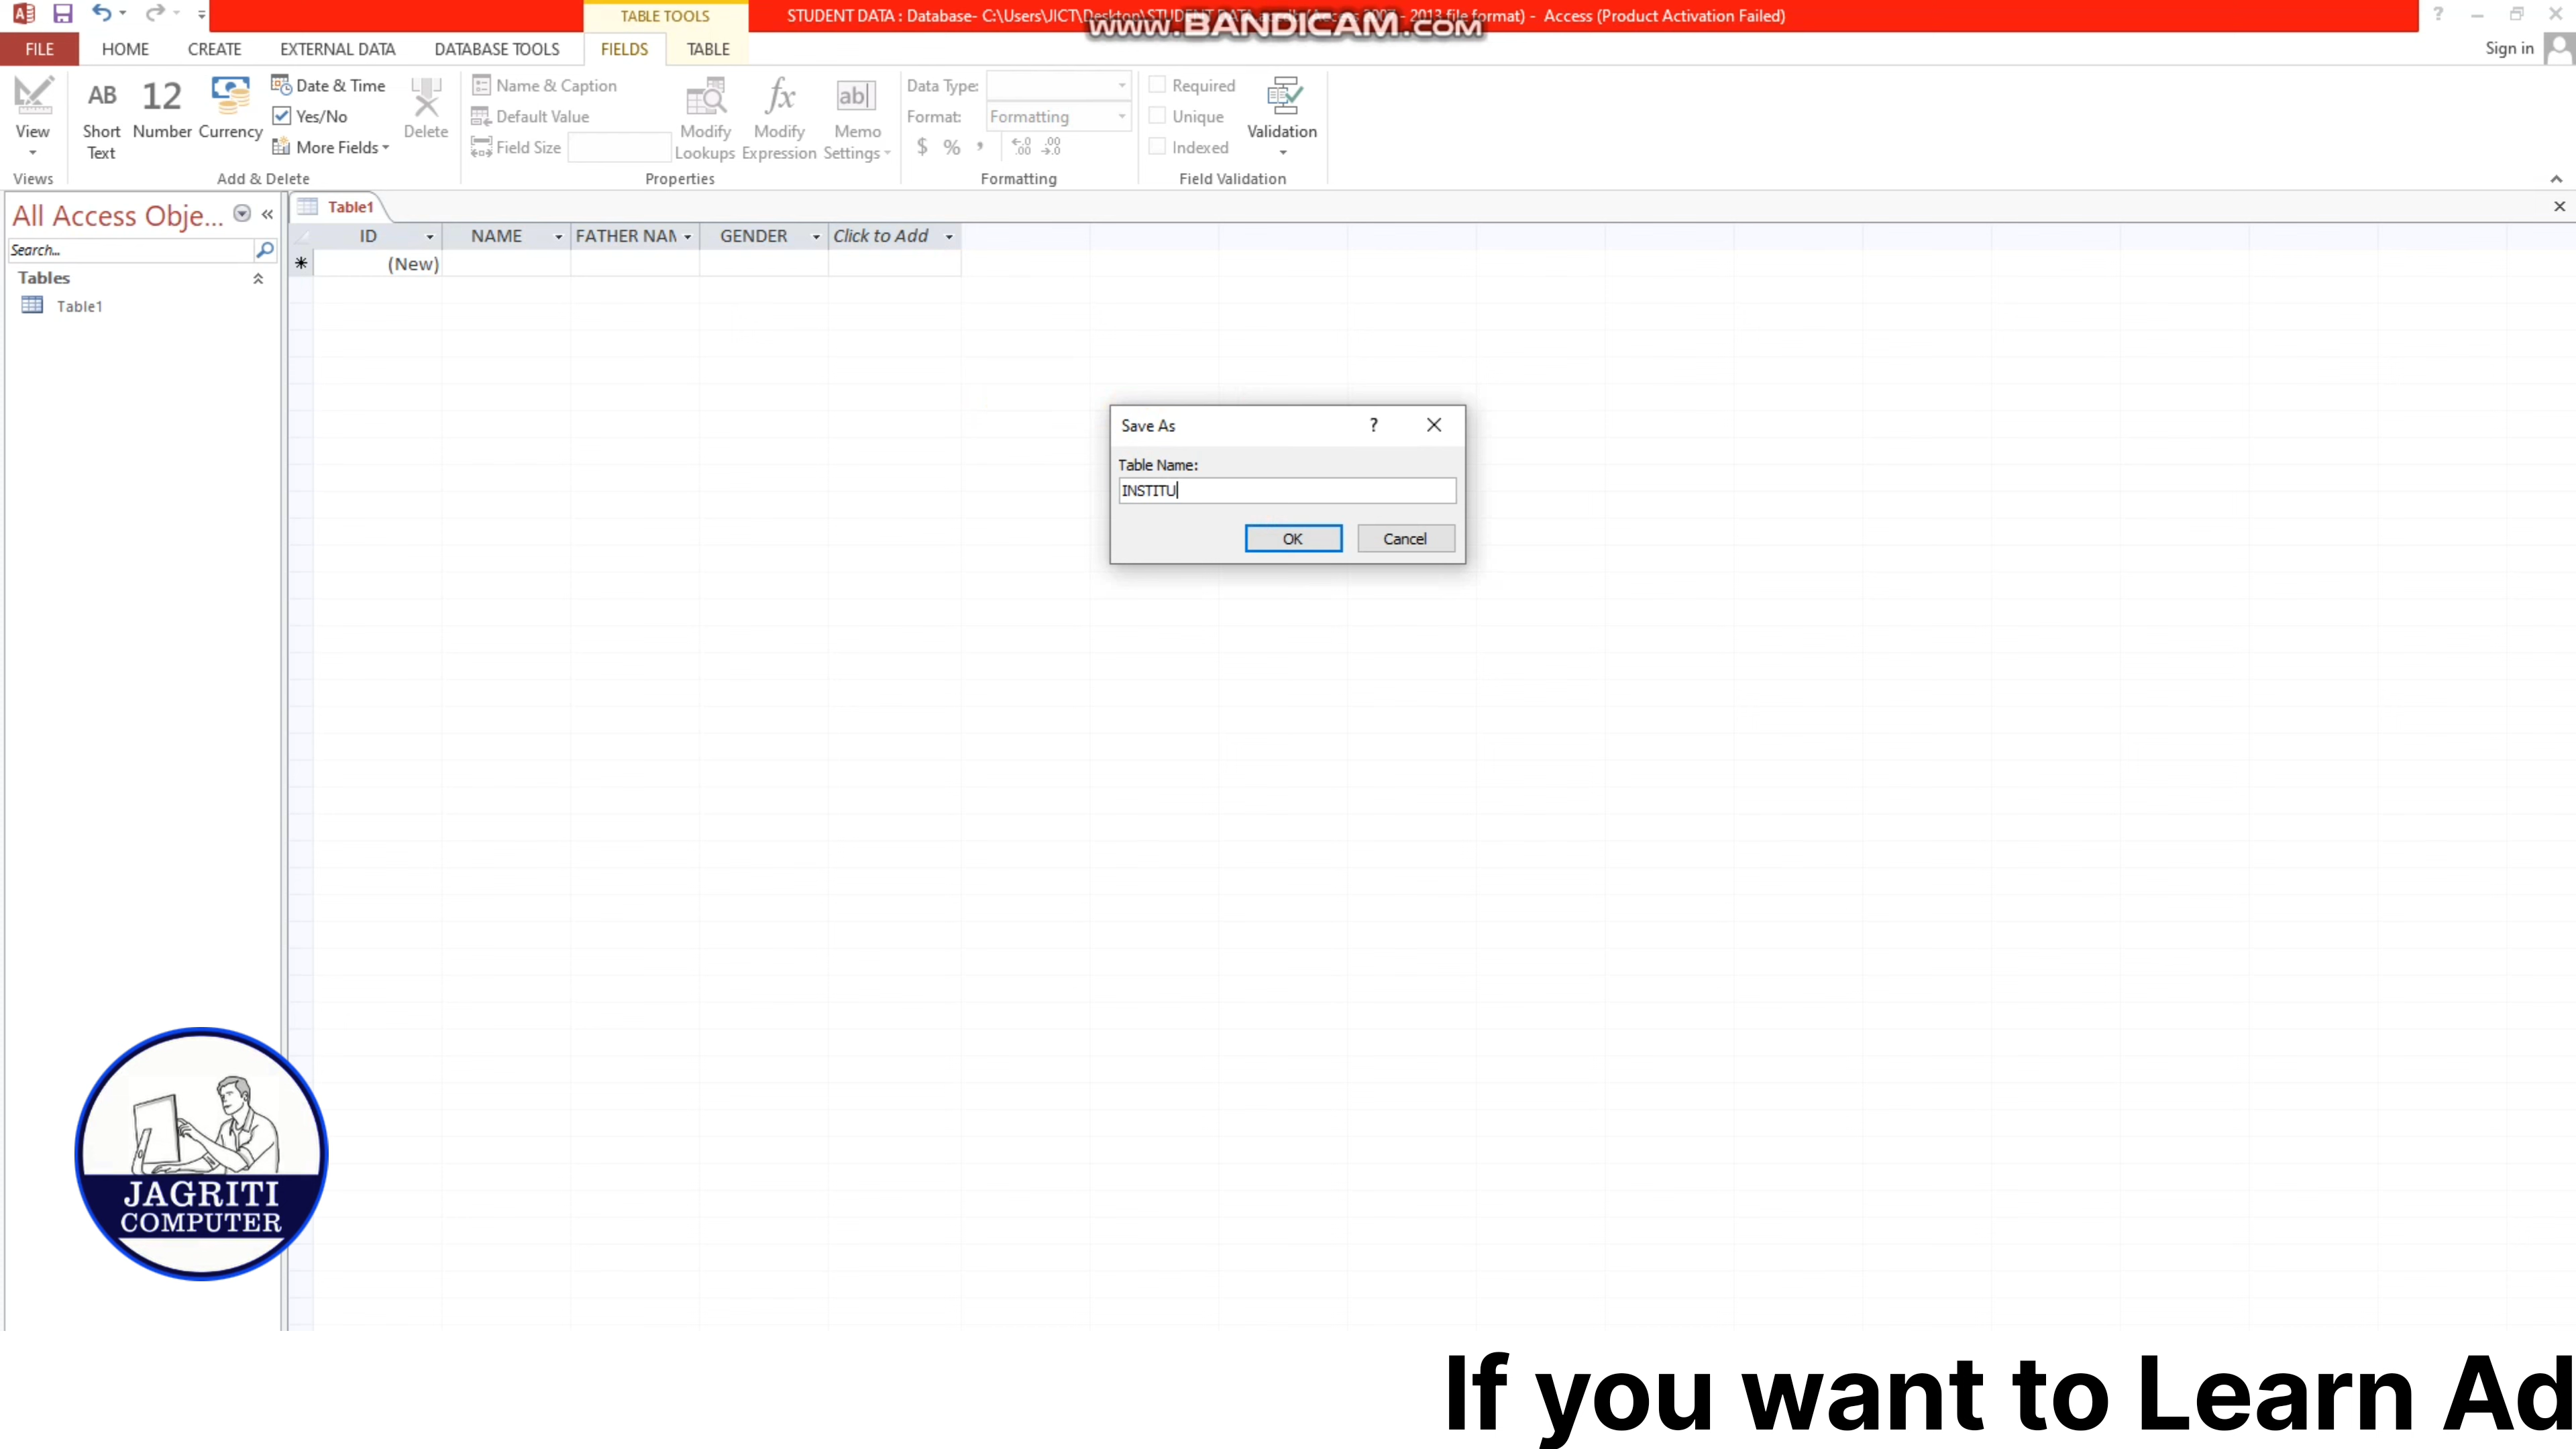 TABLE TOOLS
STUDENT DATA : Database- C:\Users\JICT\Desktop\STUDENT
2013 file format) - Access (Product Activation Failed)
www.BANDICAM.COM
FILE HOME CREATE EXTERNAL DATA DATABASE TOOLS FIELDS TABLE Sign in
View
Views
AB Short Text
12 Number
Currency
Date & Time
Yes/No
More Fields
Delete
Add & Delete
Name & Caption
Default Value
Field Size
Modify Lookups
fx Modify Expression
ab| Memo Settings
Properties
Data Type:
Format: Formatting
$ % ,
Formatting
Required
Unique
Indexed
Validation
Field Validation
All Access Obje...
Search...
Tables
Table1
Table1
ID NAME FATHER NAM GENDER Click to Add
(New)
Save As ?
Table Name:
INSTITU
OK Cancel
JAGRITI
COMPUTER
If you want to Learn Ad